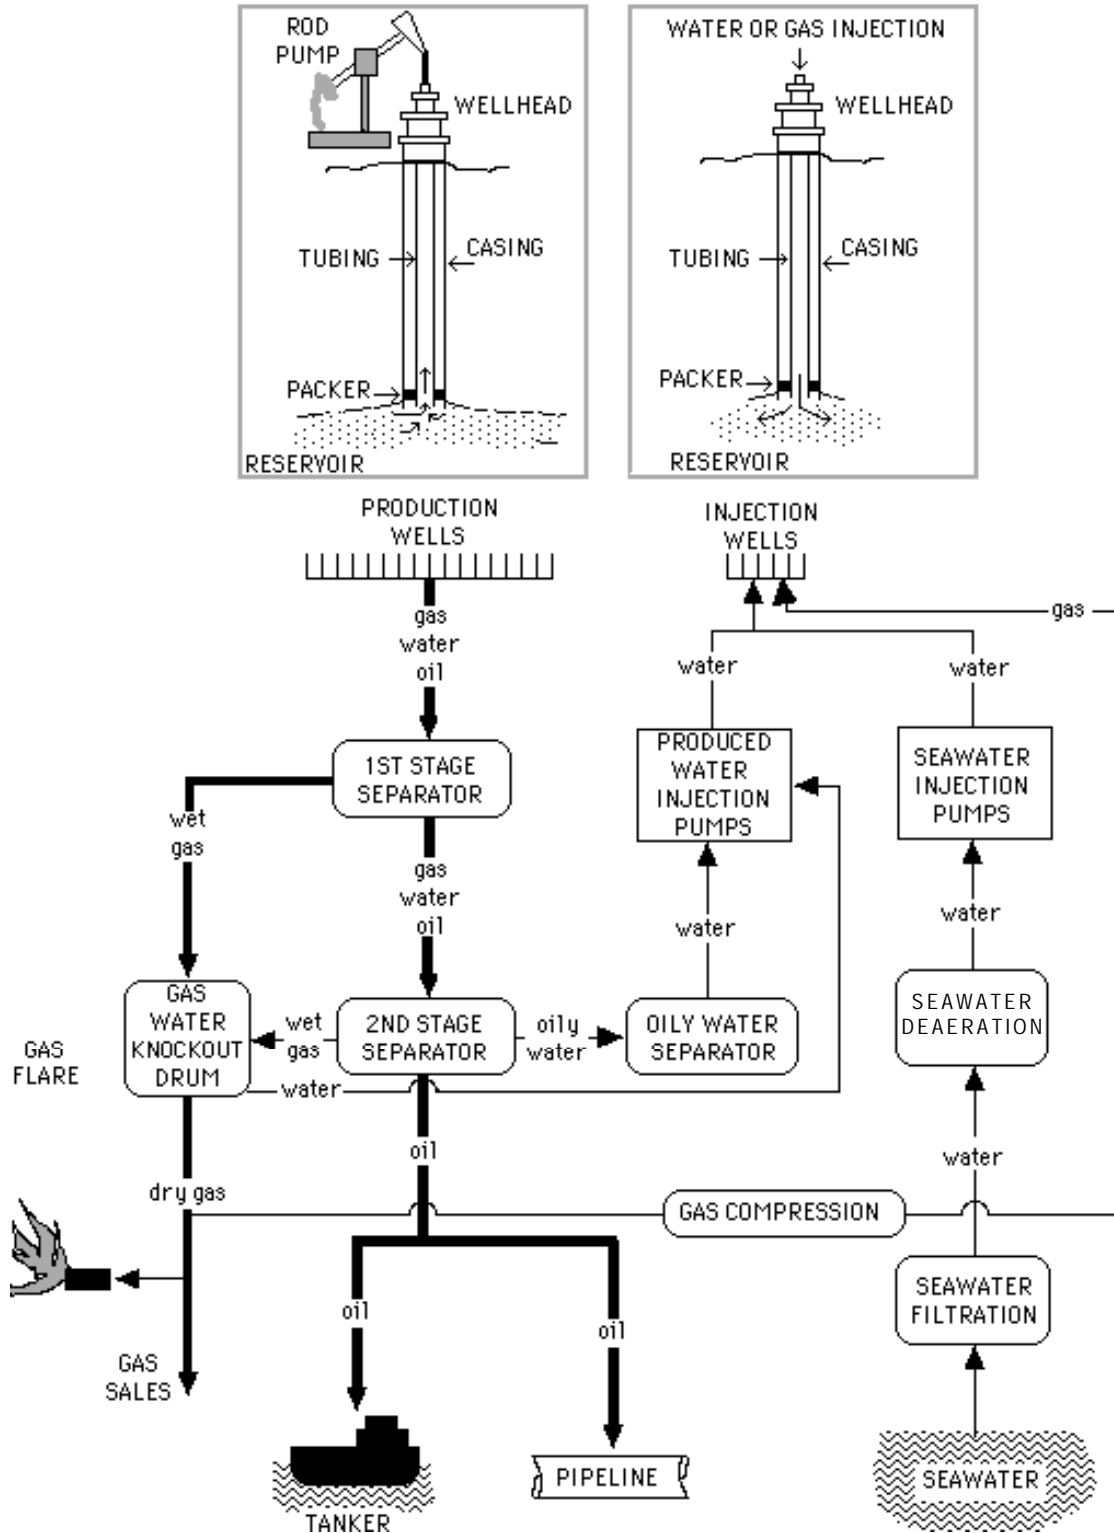 ROD
PUMP
WELLHEAD
TUBING
CASING
PACKER
RESERVOIR
WATER OR GAS INJECTION
WELLHEAD
TUBING
CASING
PACKER
RESERVOIR
PRODUCTION
WELLS
INJECTION
WELLS
gas
water
oil
gas
water
water
1ST STAGE
SEPARATOR
PRODUCED
WATER
INJECTION
PUMPS
SEAWATER
INJECTION
PUMPS
wet
gas
gas
water
oil
water
water
GAS
WATER
KNOCKOUT
DRUM
wet
gas
2ND STAGE
SEPARATOR
oily
water
OILY WATER
SEPARATOR
SEAWATER
DEAERATION
GAS
FLARE
water
oil
water
dry gas
GAS COMPRESSION
SEAWATER
FILTRATION
oil
oil
GAS
SALES
PIPELINE
SEAWATER
TANKER